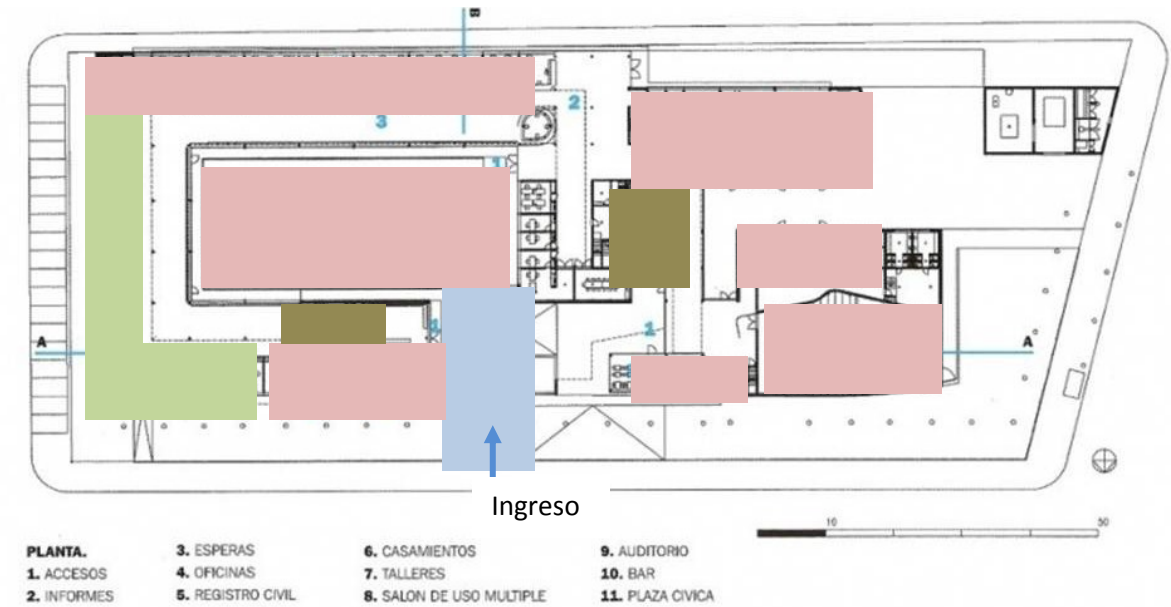 B
2
3
1
1
1
A
A
Ingreso
10
50
PLANTA.
1. ACCESOS
2. INFORMES
3. ESPERAS
4. OFICINAS
5. REGISTRO CIVIL
6. CASAMIENTOS
7. TALLERES
8. SALON DE USO MULTIPLE
9. AUDITORIO
10. BAR
11. PLAZA CIVICA